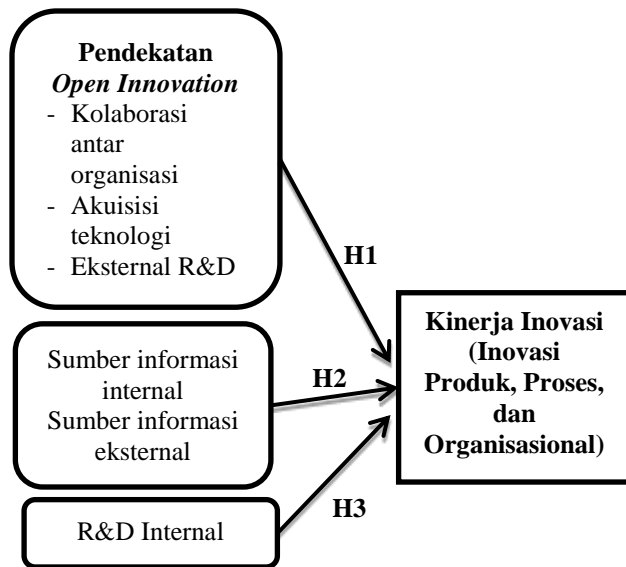 Pendekatan
Open Innovation
- Kolaborasi
antar
organisasi
- Akuisisi
teknologi
- Eksternal R&D
H1
Sumber informasi
internal
Sumber informasi
eksternal
H2
R&D Internal
H3
Kinerja Inovasi
(Inovasi
Produk, Proses,
dan
Organisasional)